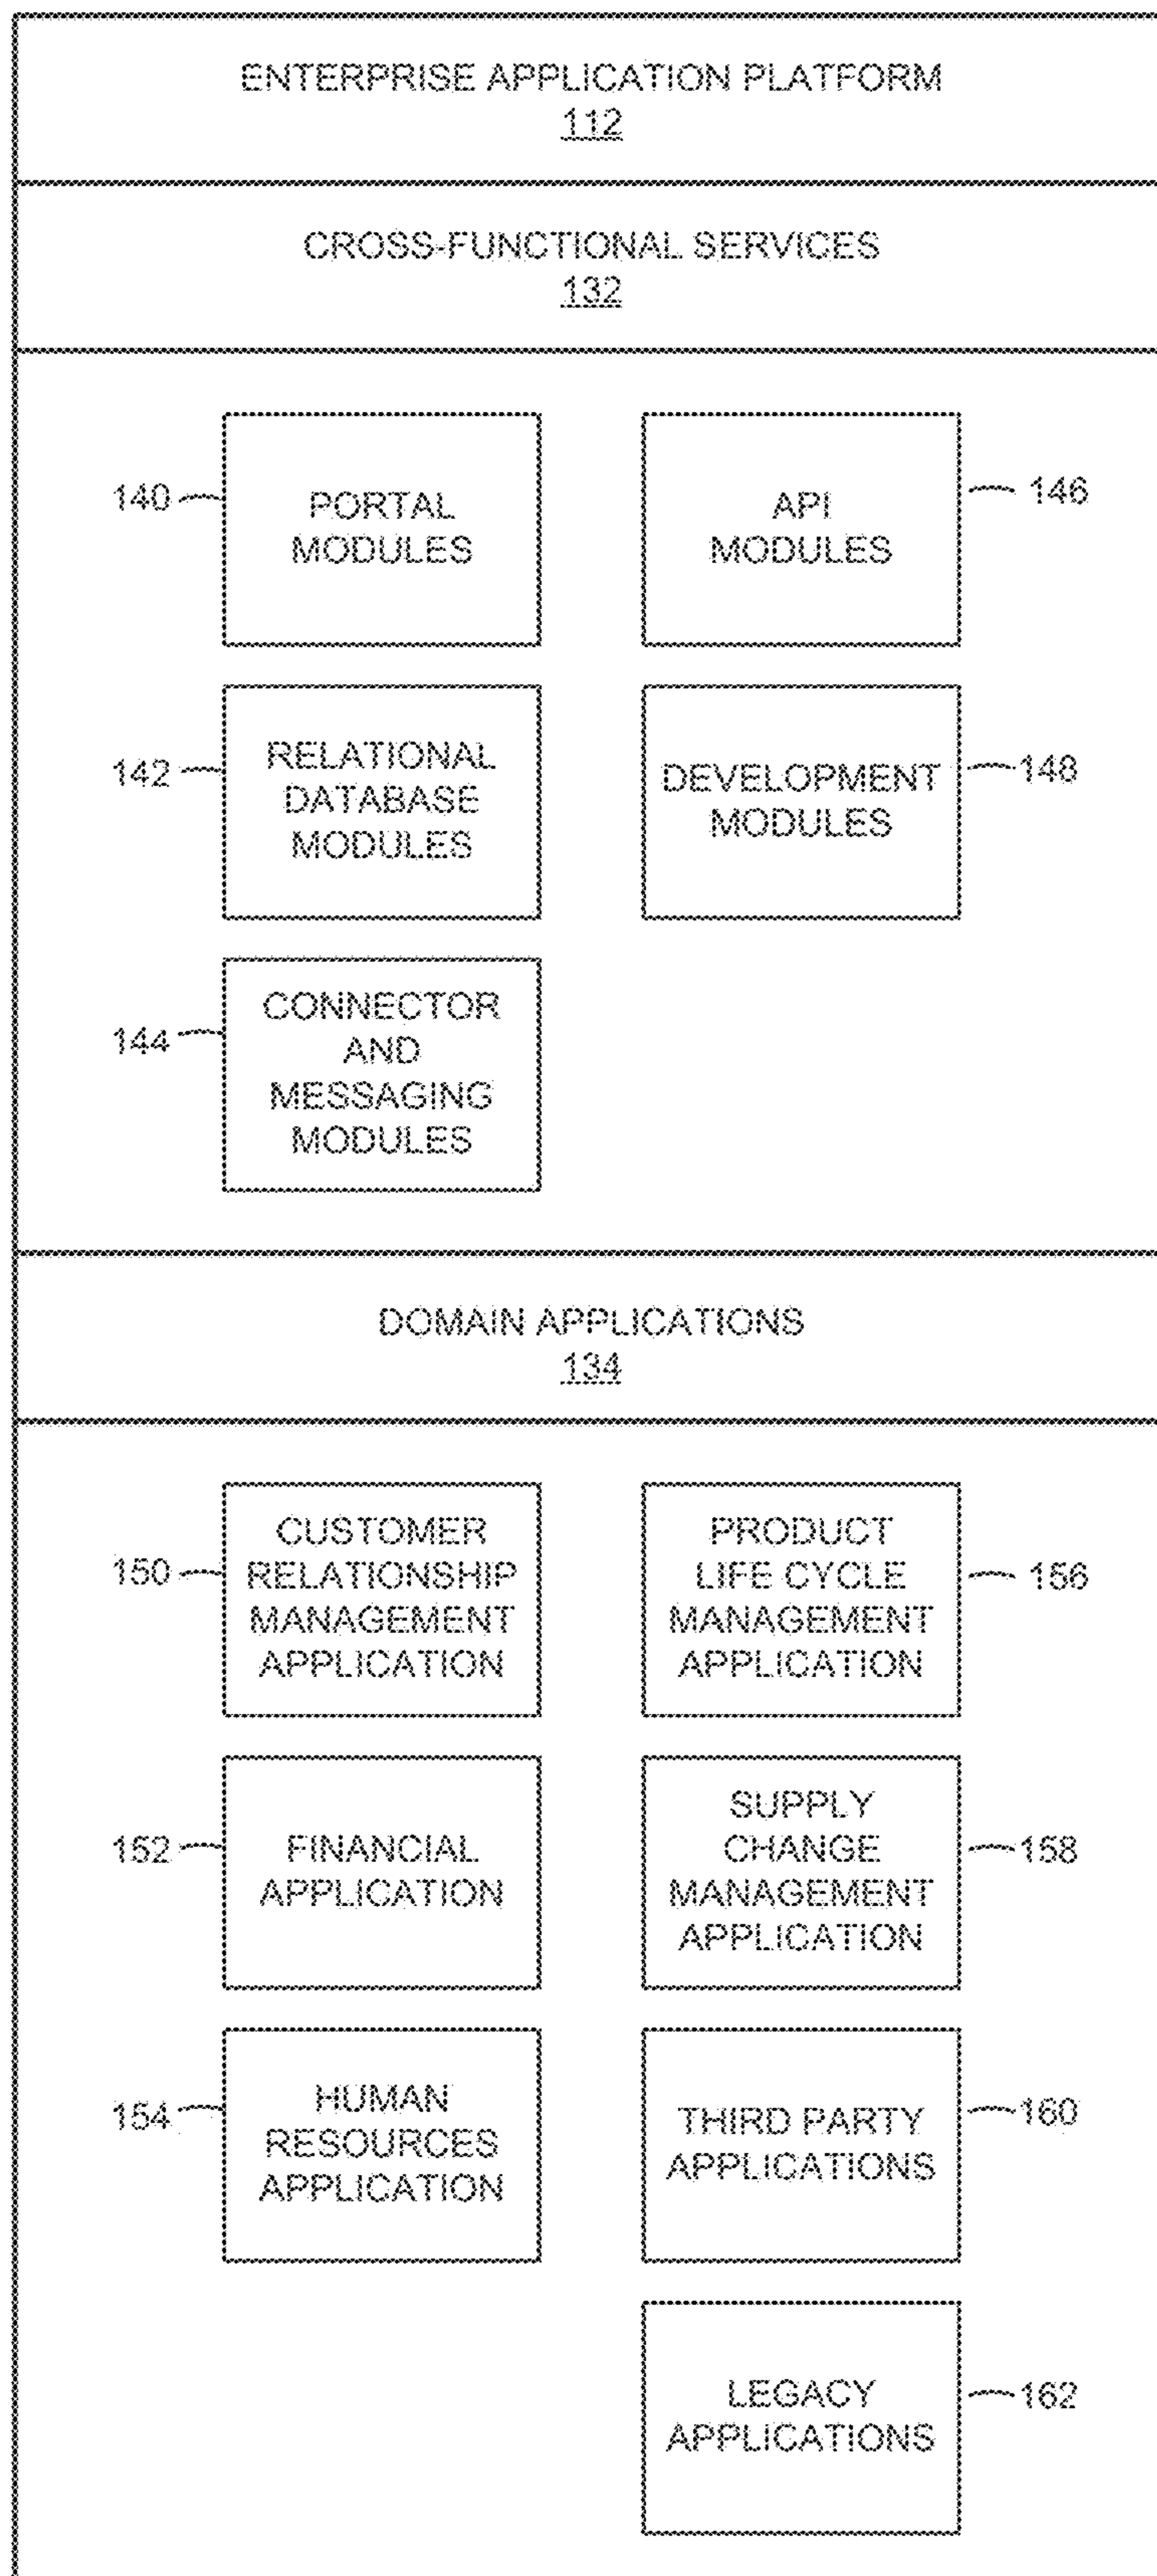 ENTERPRISE APPLICATION PLATFORM
112
CROSS-FUNCTIONAL SERVICES
132
140
PORTAL
MODULES
API
MODULES
146
142
RELATIONAL
DATABASE
MODULES
DEVELOPMENT
MODULES
148
144
CONNECTOR
AND
MESSAGING
MODULES
DOMAIN APPLICATIONS
134
150
CUSTOMER
RELATIONSHIP
MANAGEMENT
APPLICATION
PRODUCT
LIFE CYCLE
MANAGEMENT
APPLICATION
156
152
FINANCIAL
APPLICATION
SUPPLY
CHANGE
MANAGEMENT
APPLICATION
158
154
HUMAN
RESOURCES
APPLICATION
THIRD PARTY
APPLICATIONS
160
LEGACY
APPLICATIONS
162